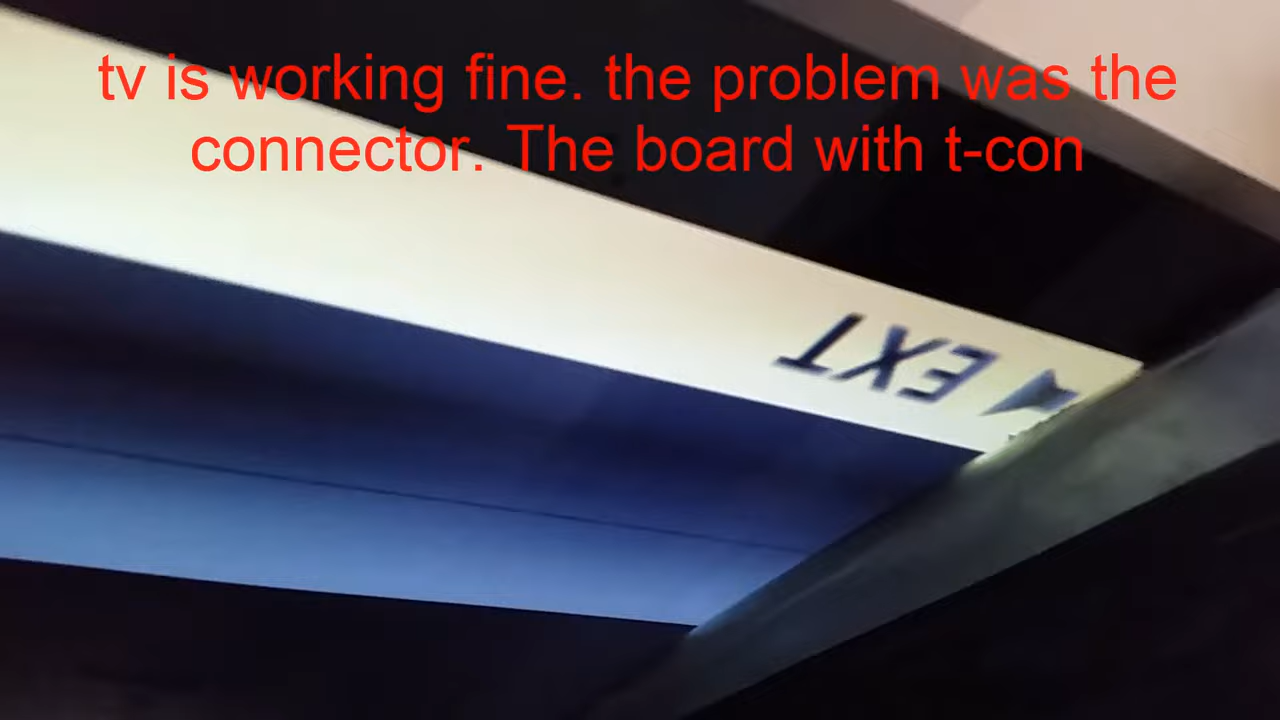 tv is working fine. the problem was the
connector. The board with t-con
EXT